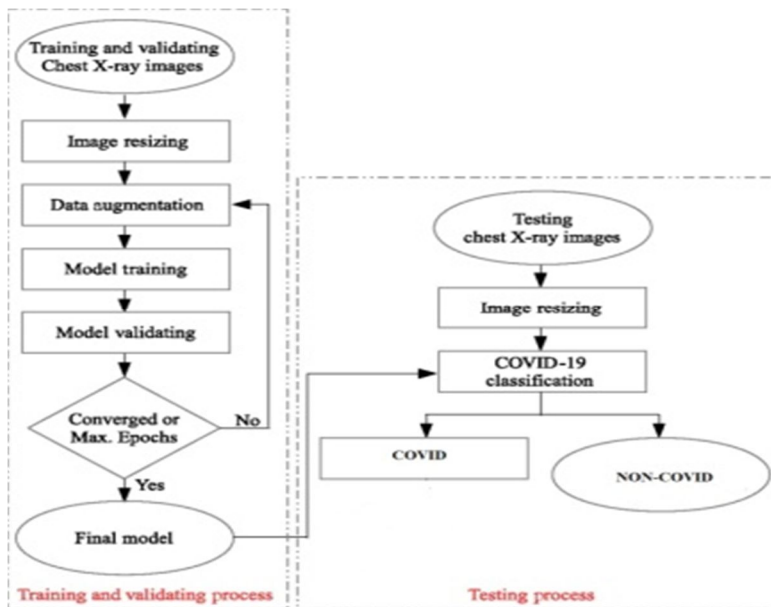 Training and validating
Chest X-ray images
Image resizing
Data augmentation
Model training
Model validating
Converged or
Max. Epochs
No
Yes
Final model
Training and validating process
Testing
chest X-ray images
Image resizing
COVID-19
classification
COVID
NON-COVID
Testing process